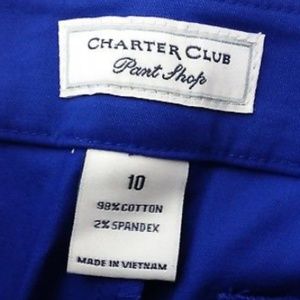 CHARTER CLUB
Pant Shop
10
98% COTTON
2% SPANDEX
MADE IN VIETNAM